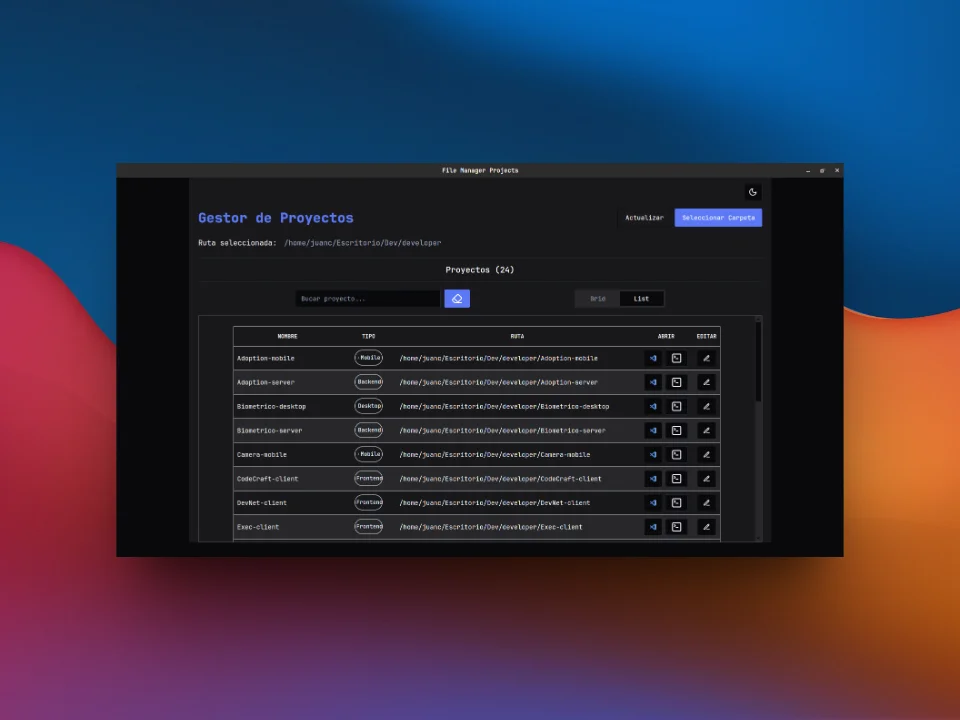 File Manager Projects
Gestor de Proyectos
Actualizar Seleccionar Carpeta
Ruta seleccionada: /home/juanc/Escritorio/Dev/developer
Proyectos (24)
Bucar proyecto...
Grid List
NOMBRE TIPO RUTA ABRIR EDITAR
Adoption-mobile Mobile /home/juanc/Escritorio/Dev/developer/Adoption-mobile
Adoption-server Backend /home/juanc/Escritorio/Dev/developer/Adoption-server
Biometrico-desktop Desktop /home/juanc/Escritorio/Dev/developer/Biometrico-desktop
Biometrico-server Backend /home/juanc/Escritorio/Dev/developer/Biometrico-server
Camera-mobile Mobile /home/juanc/Escritorio/Dev/developer/Camera-mobile
CodeCraft-client Frontend /home/juanc/Escritorio/Dev/developer/CodeCraft-client
DevNet-client Frontend /home/juanc/Escritorio/Dev/developer/DevNet-client
Exec-client Frontend /home/juanc/Escritorio/Dev/developer/Exec-client